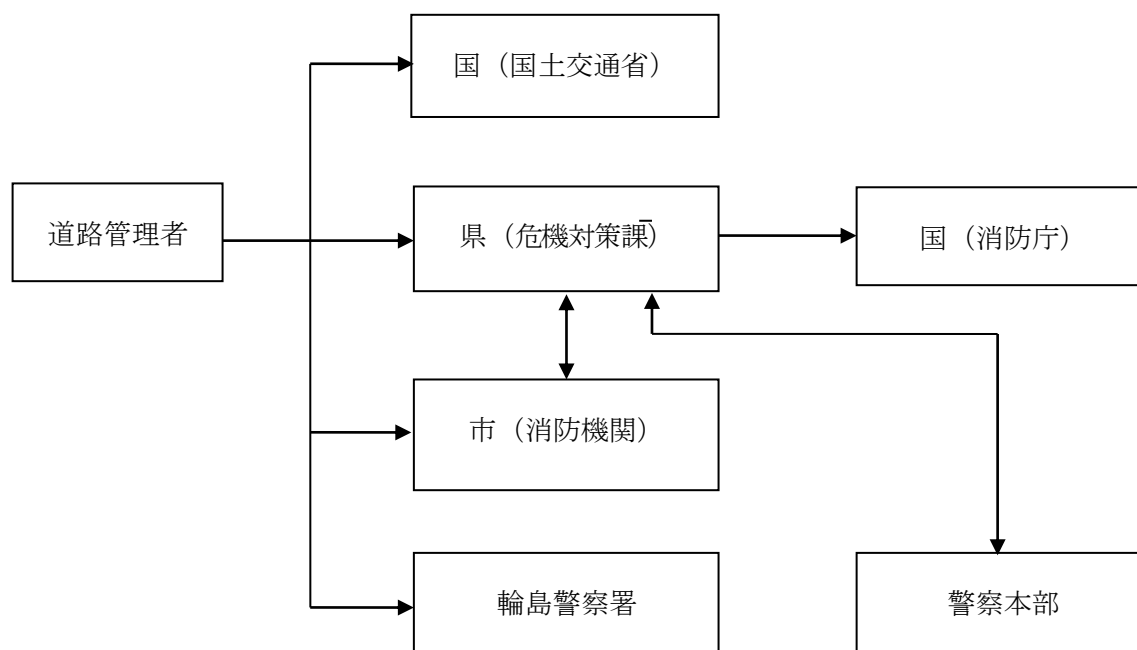 国（国土交通省）
道路管理者
県（危機対策課）
国（消防庁）
市（消防機関）
輪島警察署
警察本部